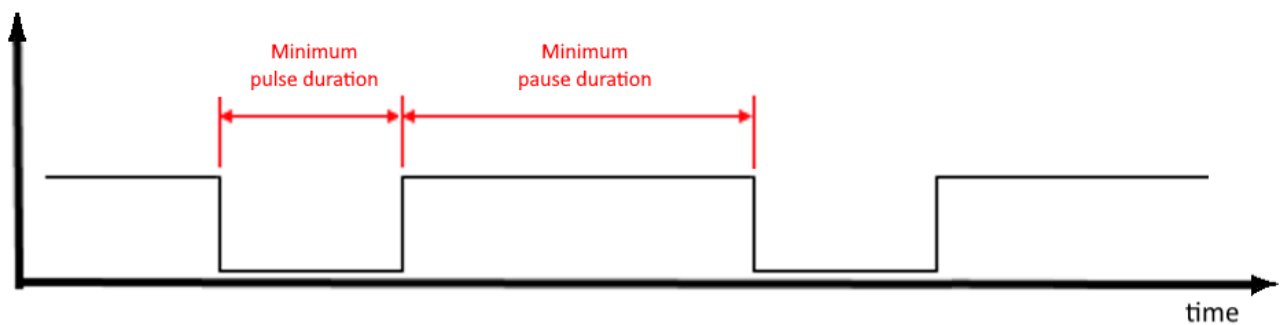 Minimum
pulse duration
Minimum
pause duration
time